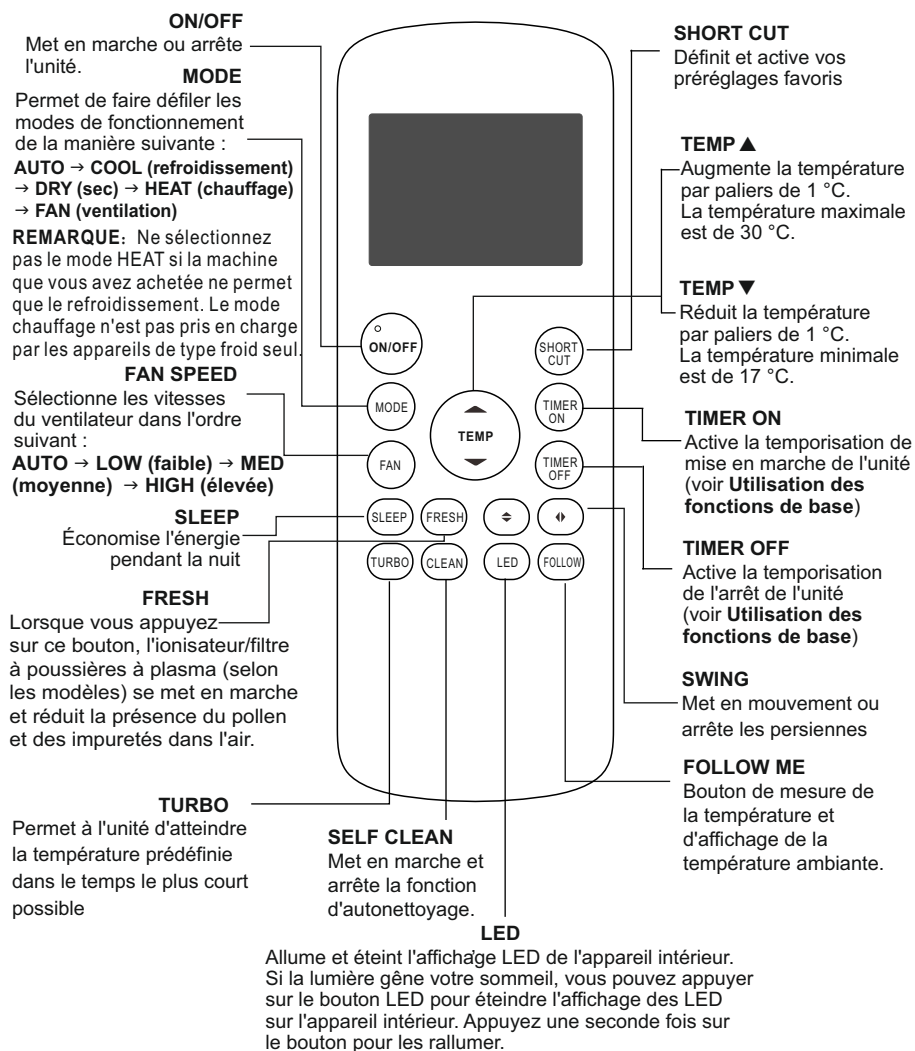 ON/OFF
Met en marche ou arrête
l'unité.
MODE
Permet de faire défiler les
modes de fonctionnement
de la manière suivante :
AUTO → COOL (refroidissement)
→ DRY (sec) → HEAT (chauffage)
→ FAN (ventilation)
REMARQUE: Ne sélectionnez
pas le mode HEAT si la machine
que vous avez achetée ne permet
que le refroidissement. Le mode
chauffage n'est pas pris en charge
par les appareils de type froid seul.
FAN SPEED
Sélectionne les vitesses
du ventilateur dans l'ordre
suivant :
AUTO → LOW (faible) → MED
(moyenne) → HIGH (élevée)
SLEEP
Économise l'énergie
pendant la nuit
FRESH
Lorsque vous appuyez
sur ce bouton, l'ionisateur/filtre
à poussières à plasma (selon
les modèles) se met en marche
et réduit la présence du pollen
et des impuretés dans l'air.
TURBO
Permet à l'unité d'atteindre
la température prédéfinie
dans le temps le plus court
possible
ON/OFF
SHORT
CUT
MODE
TEMP
TIMER
ON
FAN
TIMER
OFF
SLEEP
FRESH
TURBO
CLEAN
LED
FOLLOW
SHORT CUT
Définit et active vos
préréglages favoris
TEMP ▲
Augmente la température
par paliers de 1 °C.
La température maximale
est de 30 °C.
TEMP ▼
Réduit la température
par paliers de 1 °C.
La température minimale
est de 17 °C.
TIMER ON
Active la temporisation de
mise en marche de l'unité
(voir Utilisation des
fonctions de base)
TIMER OFF
Active la temporisation
de l'arrêt de l'unité
(voir Utilisation des
fonctions de base)
SWING
Met en mouvement ou
arrête les persiennes
FOLLOW ME
Bouton de mesure de
la température et
d'affichage de la
température ambiante.
SELF CLEAN
Met en marche et
arrête la fonction
d'autonettoyage.
LED
Allume et éteint l'affichage LED de l'appareil intérieur.
Si la lumière gêne votre sommeil, vous pouvez appuyer
sur le bouton LED pour éteindre l'affichage des LED
sur l'appareil intérieur. Appuyez une seconde fois sur
le bouton pour les rallumer.